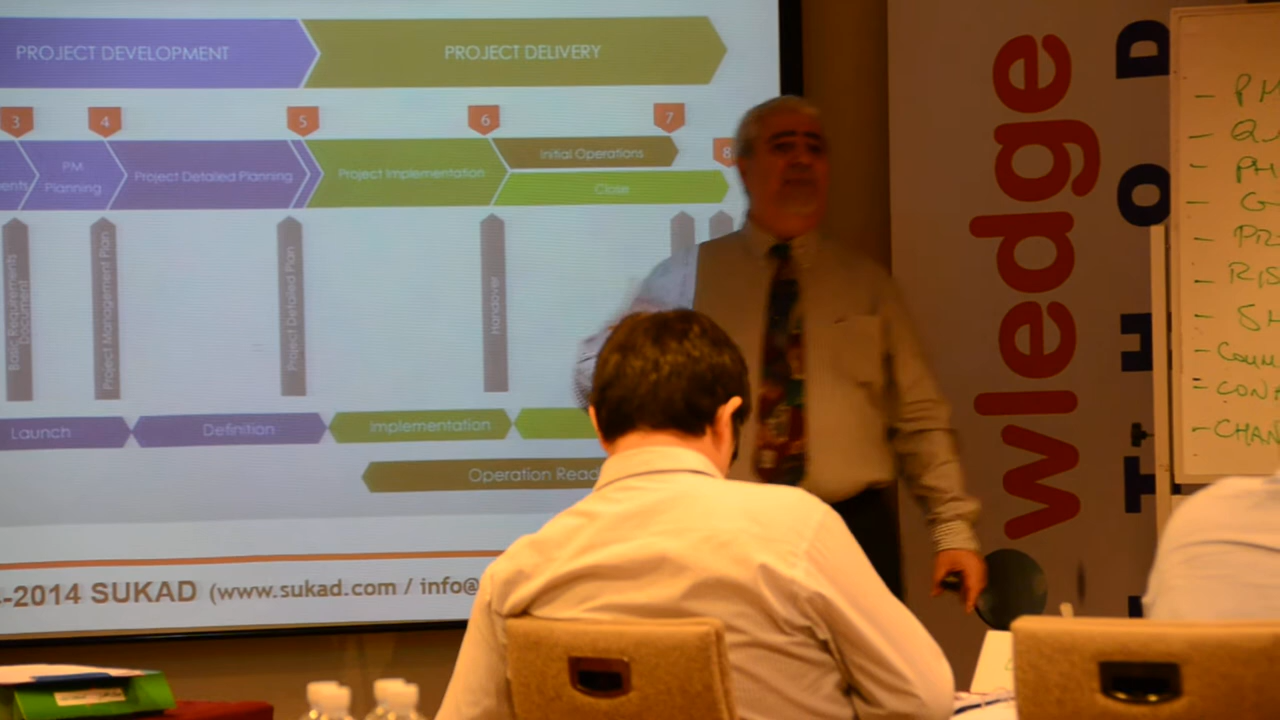 PROJECT DEVELOPMENT
PROJECT DELIVERY
3
4
5
6
7
8
PM
Planning
Project Detailed Planning
Project Implementation
Initial Operations
Close
Basic Requirements
Document
Project Management Plan
Project Detailed Plan
Handover
Launch
Definition
Implementation
Operation Read
-2014 SUKAD (www.sukad.com / info@
wledge
T H O D
- PM
- PH
- G
- PR
- RIS
- SH
- COMM
- CHAN